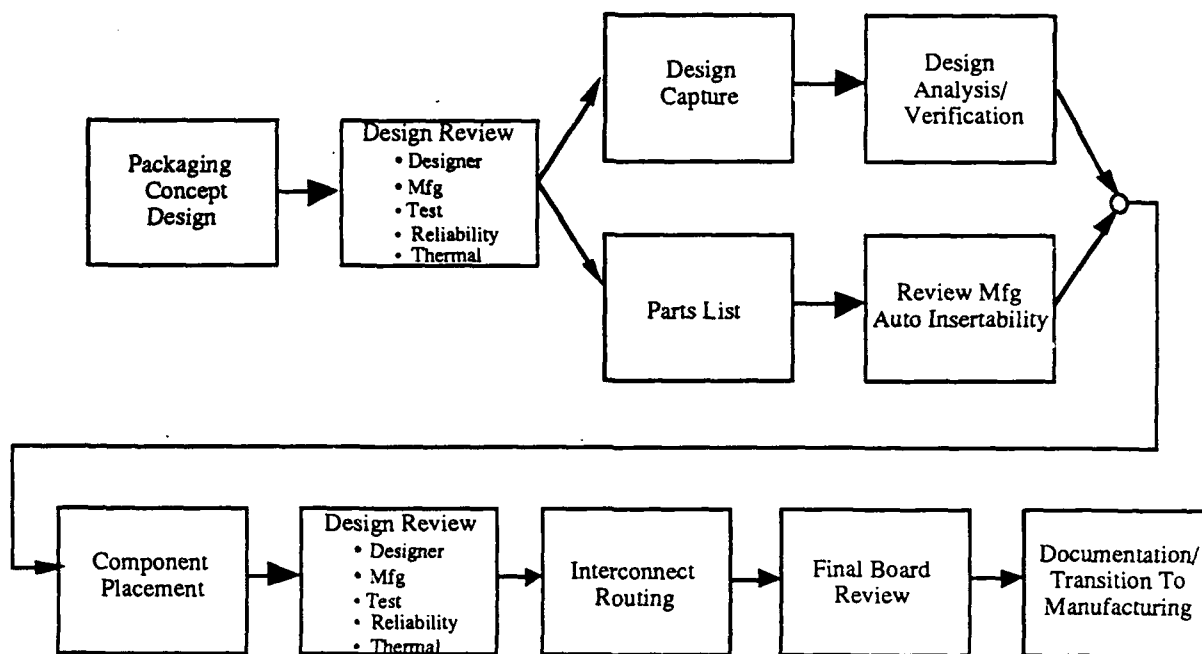 Packaging
Concept
Design
Design Review
• Designer
• Mfg
• Test
• Reliability
• Thermal
Design
Capture
Design
Analysis/
Verification
Parts List
Review Mfg
Auto Insertability
Component
Placement
Design Review
• Designer
• Mfg
• Test
• Reliability
• Thermal
Interconnect
Routing
Final Board
Review
Documentation/
Transition To
Manufacturing